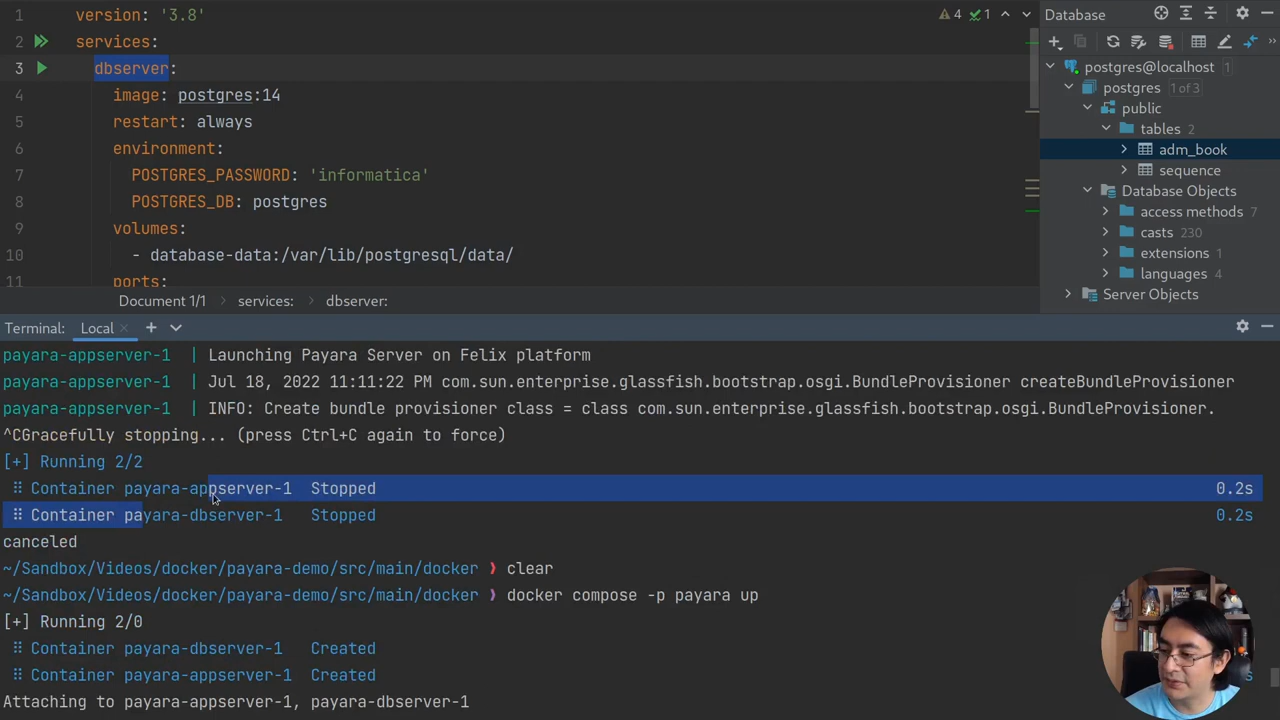 1 version: '3.8'
2 services:
3 dbserver:
4 image: postgres:14
5 restart: always
6 environment:
7 POSTGRES_PASSWORD: 'informatica'
8 POSTGRES_DB: postgres
9 volumes:
10 - database-data:/var/lib/postgresql/data/
11 ports:
4 1
Document 1/1 services: dbserver:
Database
postgres@localhost 1
postgres 1 of 3
public
tables 2
adm_book
sequence
Database Objects
access methods 7
casts 230
extensions 1
languages 4
Server Objects
Terminal: Local
payara-appserver-1 | Launching Payara Server on Felix platform
payara-appserver-1 | Jul 18, 2022 11:11:22 PM com.sun.enterprise.glassfish.bootstrap.osgi.BundleProvisioner createBundleProvisioner
payara-appserver-1 | INFO: Create bundle provisioner class = class com.sun.enterprise.glassfish.bootstrap.osgi.BundleProvisioner.
^CGracefully stopping... (press Ctrl+C again to force)
[+] Running 2/2
⠿ Container payara-appserver-1 Stopped 0.2s
⠿ Container payara-dbserver-1 Stopped 0.2s
canceled
~/Sandbox/Videos/docker/payara-demo/src/main/docker ❯ clear
~/Sandbox/Videos/docker/payara-demo/src/main/docker ❯ docker compose -p payara up
[+] Running 2/0
⠿ Container payara-dbserver-1 Created
⠿ Container payara-appserver-1 Created
Attaching to payara-appserver-1, payara-dbserver-1